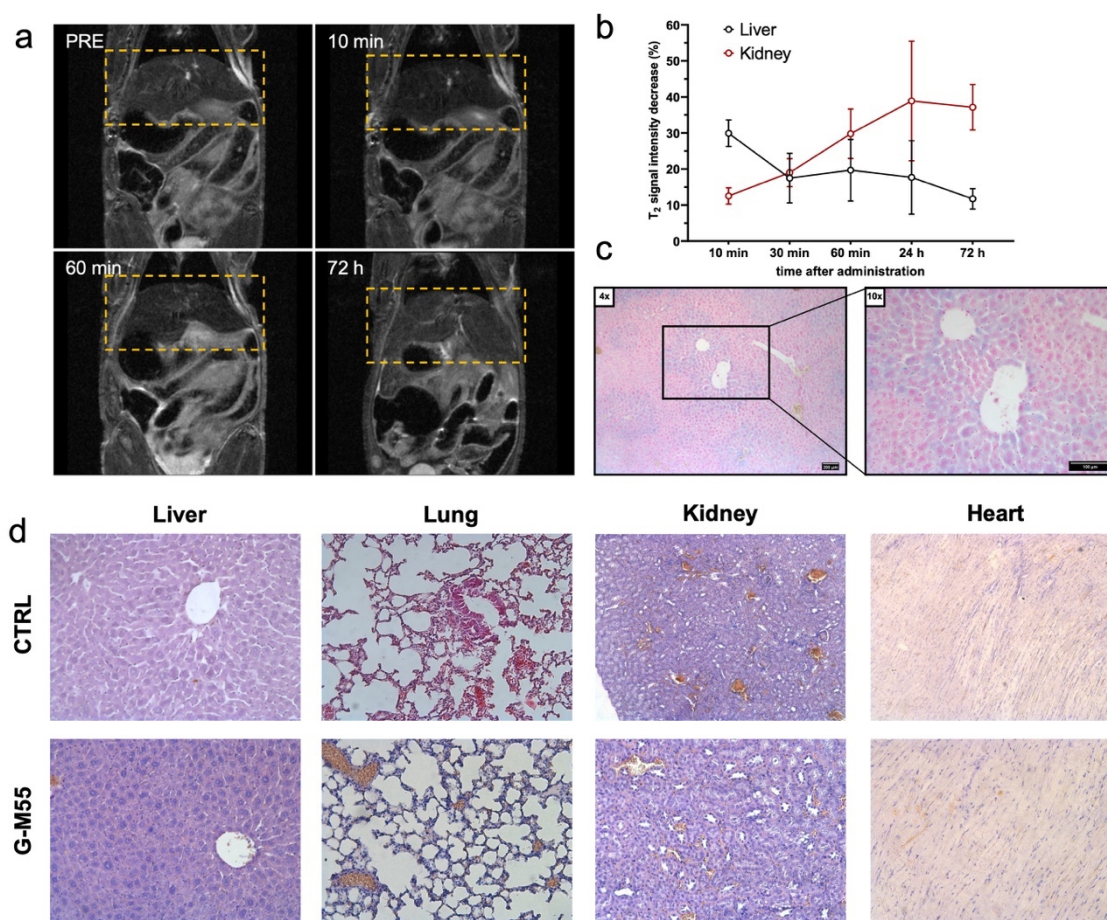 a
PRE
10 min
60 min
72 h
b
Liver
Kidney
T₂ signal intensity decrease (%)
60
50
40
30
20
10
0
10 min 30 min 60 min 24 h 72 h
time after administration
c
4x
10x
100 µm
d
Liver Lung Kidney Heart
CTRL
G-M55